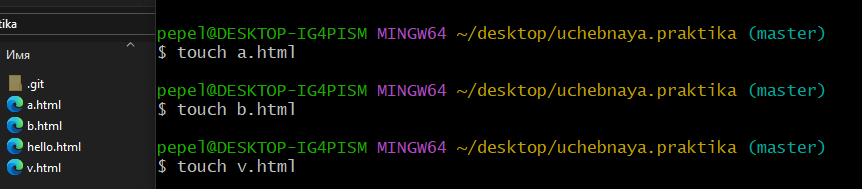 tika
Имя
.git
a.html
b.html
hello.html
v.html
pepel@DESKTOP-IG4PISM MINGW64 ~/desktop/uchebnaya.praktika (master)
$ touch a.html
pepel@DESKTOP-IG4PISM MINGW64 ~/desktop/uchebnaya.praktika (master)
$ touch b.html
pepel@DESKTOP-IG4PISM MINGW64 ~/desktop/uchebnaya.praktika (master)
$ touch v.html